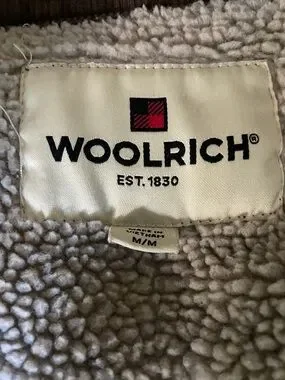 WOOLRICH®
EST. 1830
MADE IN
VIETNAM
M/M